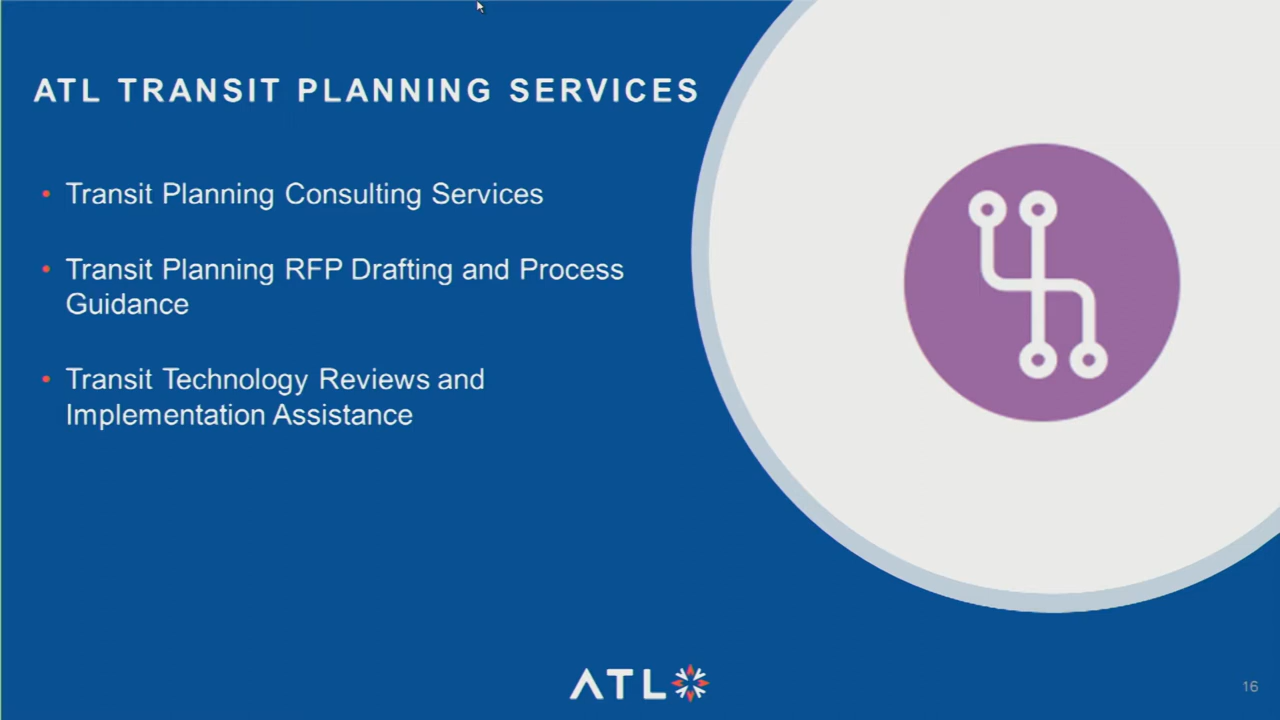 ATL TRANSIT PLANNING SERVICES
• Transit Planning Consulting Services
• Transit Planning RFP Drafting and Process
Guidance
• Transit Technology Reviews and
Implementation Assistance
ATL
16